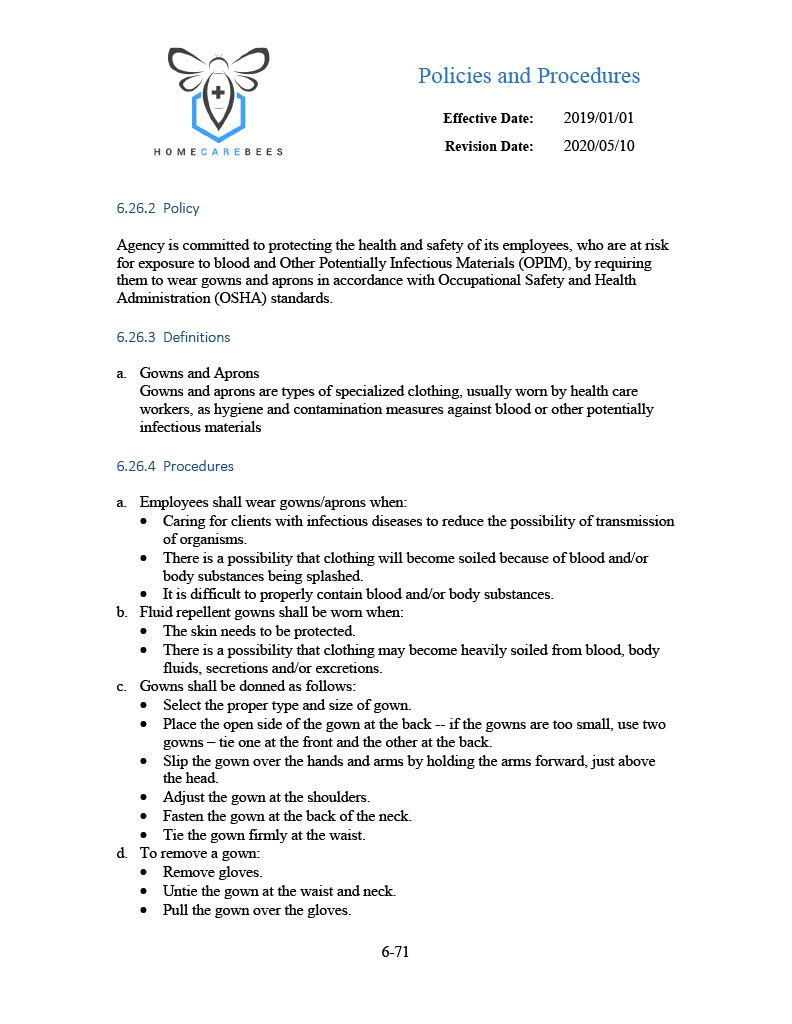 Policies and Procedures
Effective Date: 2019/01/01
Revision Date: 2020/05/10
HOMECAREBEES
6.26.2 Policy
Agency is committed to protecting the health and safety of its employees, who are at risk
for exposure to blood and Other Potentially Infectious Materials (OPIM), by requiring
them to wear gowns and aprons in accordance with Occupational Safety and Health
Administration (OSHA) standards.
6.26.3 Definitions
a. Gowns and Aprons
Gowns and aprons are types of specialized clothing, usually worn by health care
workers, as hygiene and contamination measures against blood or other potentially
infectious materials
6.26.4 Procedures
a. Employees shall wear gowns/aprons when:
• Caring for clients with infectious diseases to reduce the possibility of transmission
of organisms.
• There is a possibility that clothing will become soiled because of blood and/or
body substances being splashed.
• It is difficult to properly contain blood and/or body substances.
b. Fluid repellent gowns shall be worn when:
• The skin needs to be protected.
• There is a possibility that clothing may become heavily soiled from blood, body
fluids, secretions and/or excretions.
c. Gowns shall be donned as follows:
• Select the proper type and size of gown.
• Place the open side of the gown at the back -- if the gowns are too small, use two
gowns – tie one at the front and the other at the back.
• Slip the gown over the hands and arms by holding the arms forward, just above
the head.
• Adjust the gown at the shoulders.
• Fasten the gown at the back of the neck.
• Tie the gown firmly at the waist.
d. To remove a gown:
• Remove gloves.
• Untie the gown at the waist and neck.
• Pull the gown over the gloves.
6-71